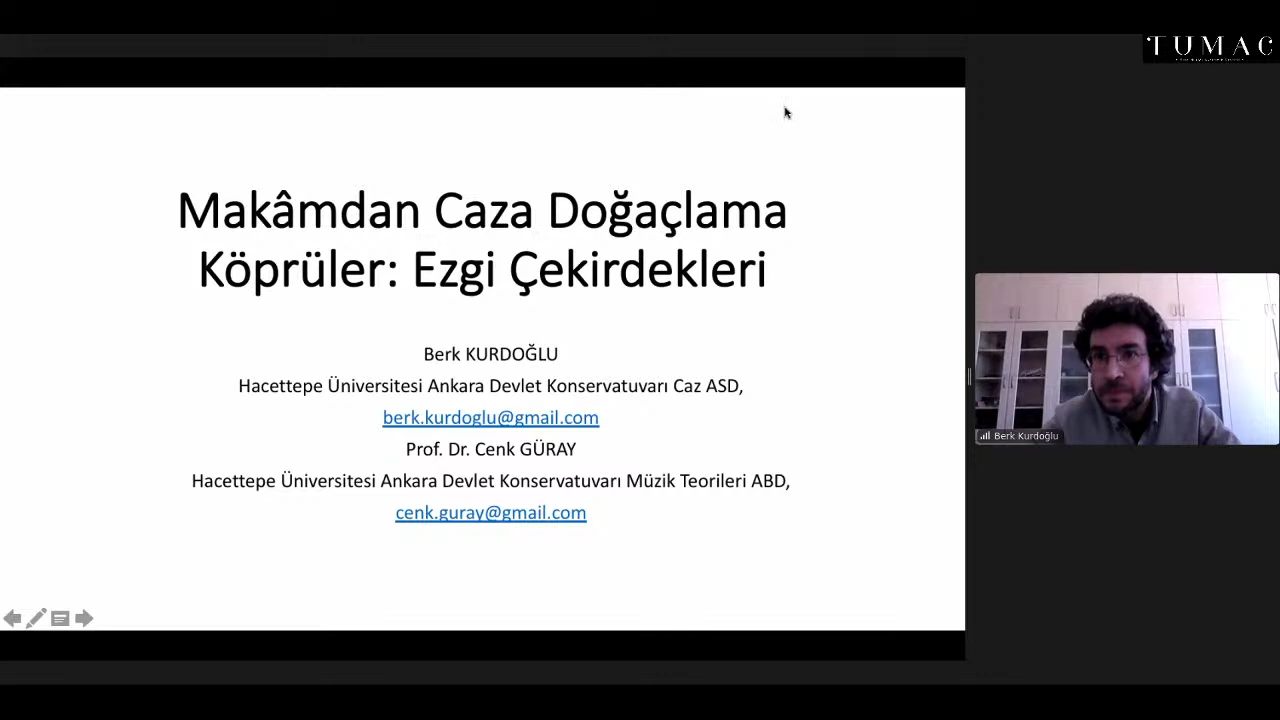 TUMAC
Makâmdan Caza Doğaçlama
Köprüler: Ezgi Çekirdekleri
Berk KURDOĞLU
Hacettepe Üniversitesi Ankara Devlet Konservatuvarı Caz ASD,
berk.kurdoglu@gmail.com
Prof. Dr. Cenk GÜRAY
Hacettepe Üniversitesi Ankara Devlet Konservatuvarı Müzik Teorileri ABD,
cenk.guray@gmail.com
Berk Kurdoğlu